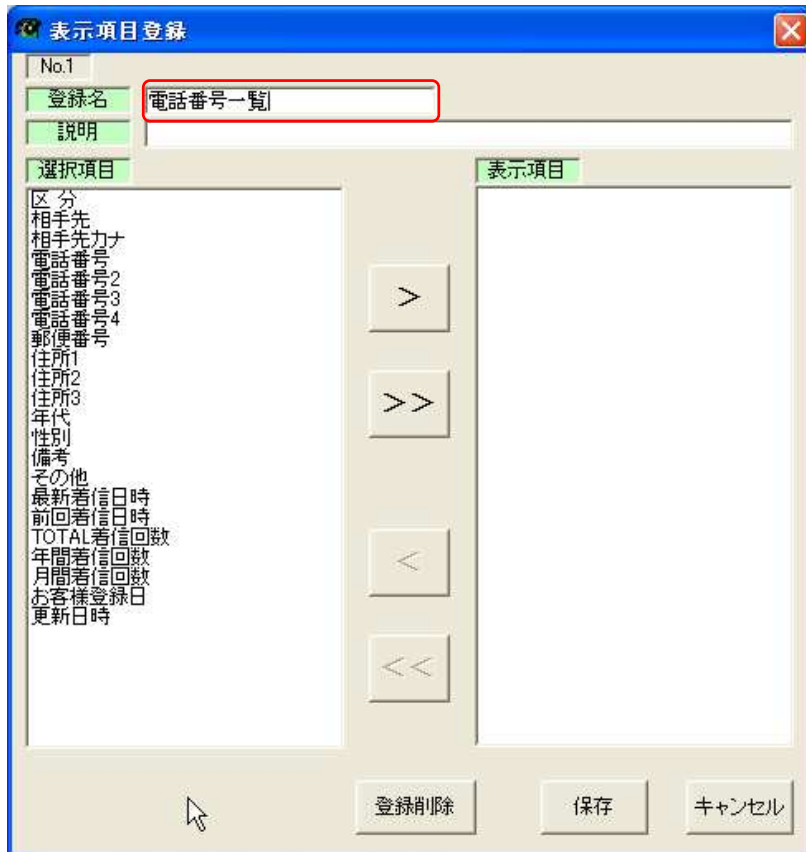 表示項目登録
No.1
登録名 電話番号一覧
説明
選択項目 表示項目
区 分
相手先
相手先カナ
電話番号
電話番号2
電話番号3
電話番号4
郵便番号
住所1
住所2
住所3
年代
性別
備考
その他
最新着信日時
前回着信日時
TOTAL着信回数
年間着信回数
月間着信回数
お客様登録日
更新日時
>
>>
<
<<
登録削除 保存 キャンセル